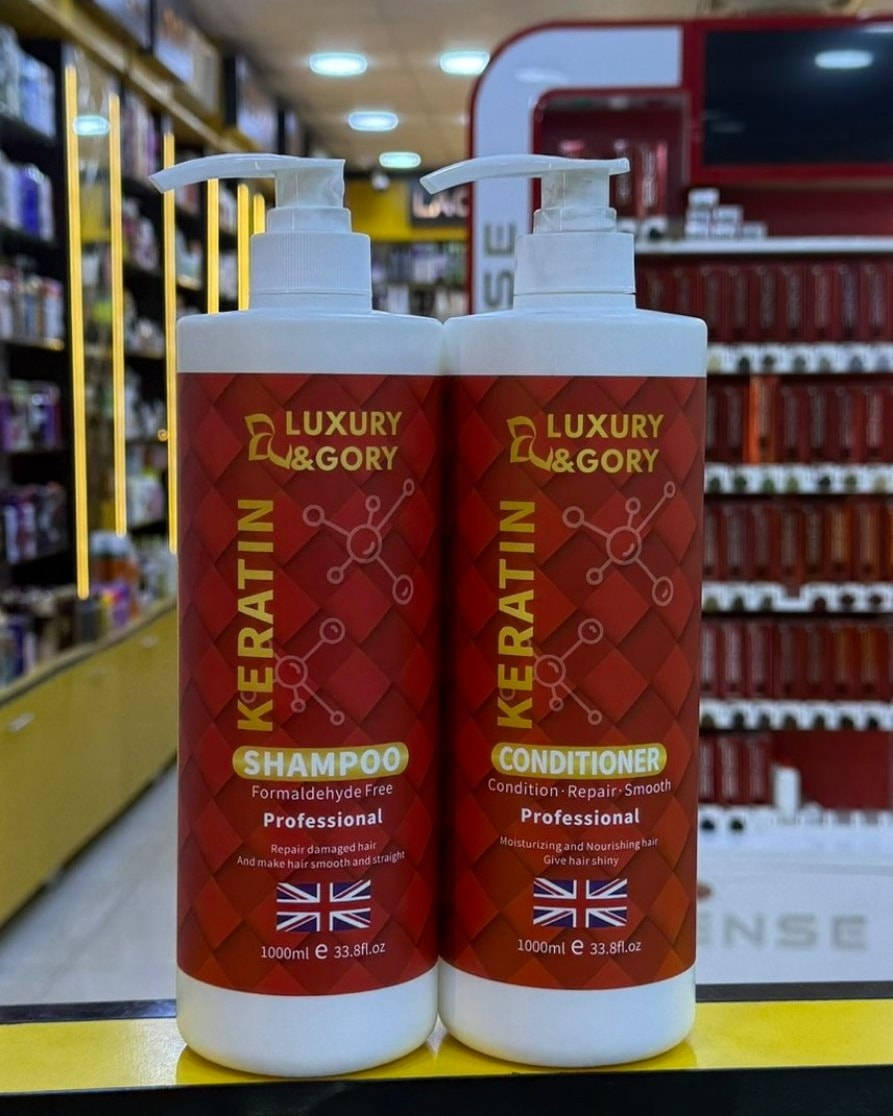 LUXURY
&GORY
KERATIN
SHAMPOO
Formaldehyde Free
Professional
Repair damaged hair
And make hair smooth and straight
1000ml e 33.8fl.oz
LUXURY
&GORY
KERATIN
CONDITIONER
Condition·Repair·Smooth
Professional
Moisturizing and Nourishing hair
Give hair shiny
1000ml e 33.8fl.oz
SE
ENSE